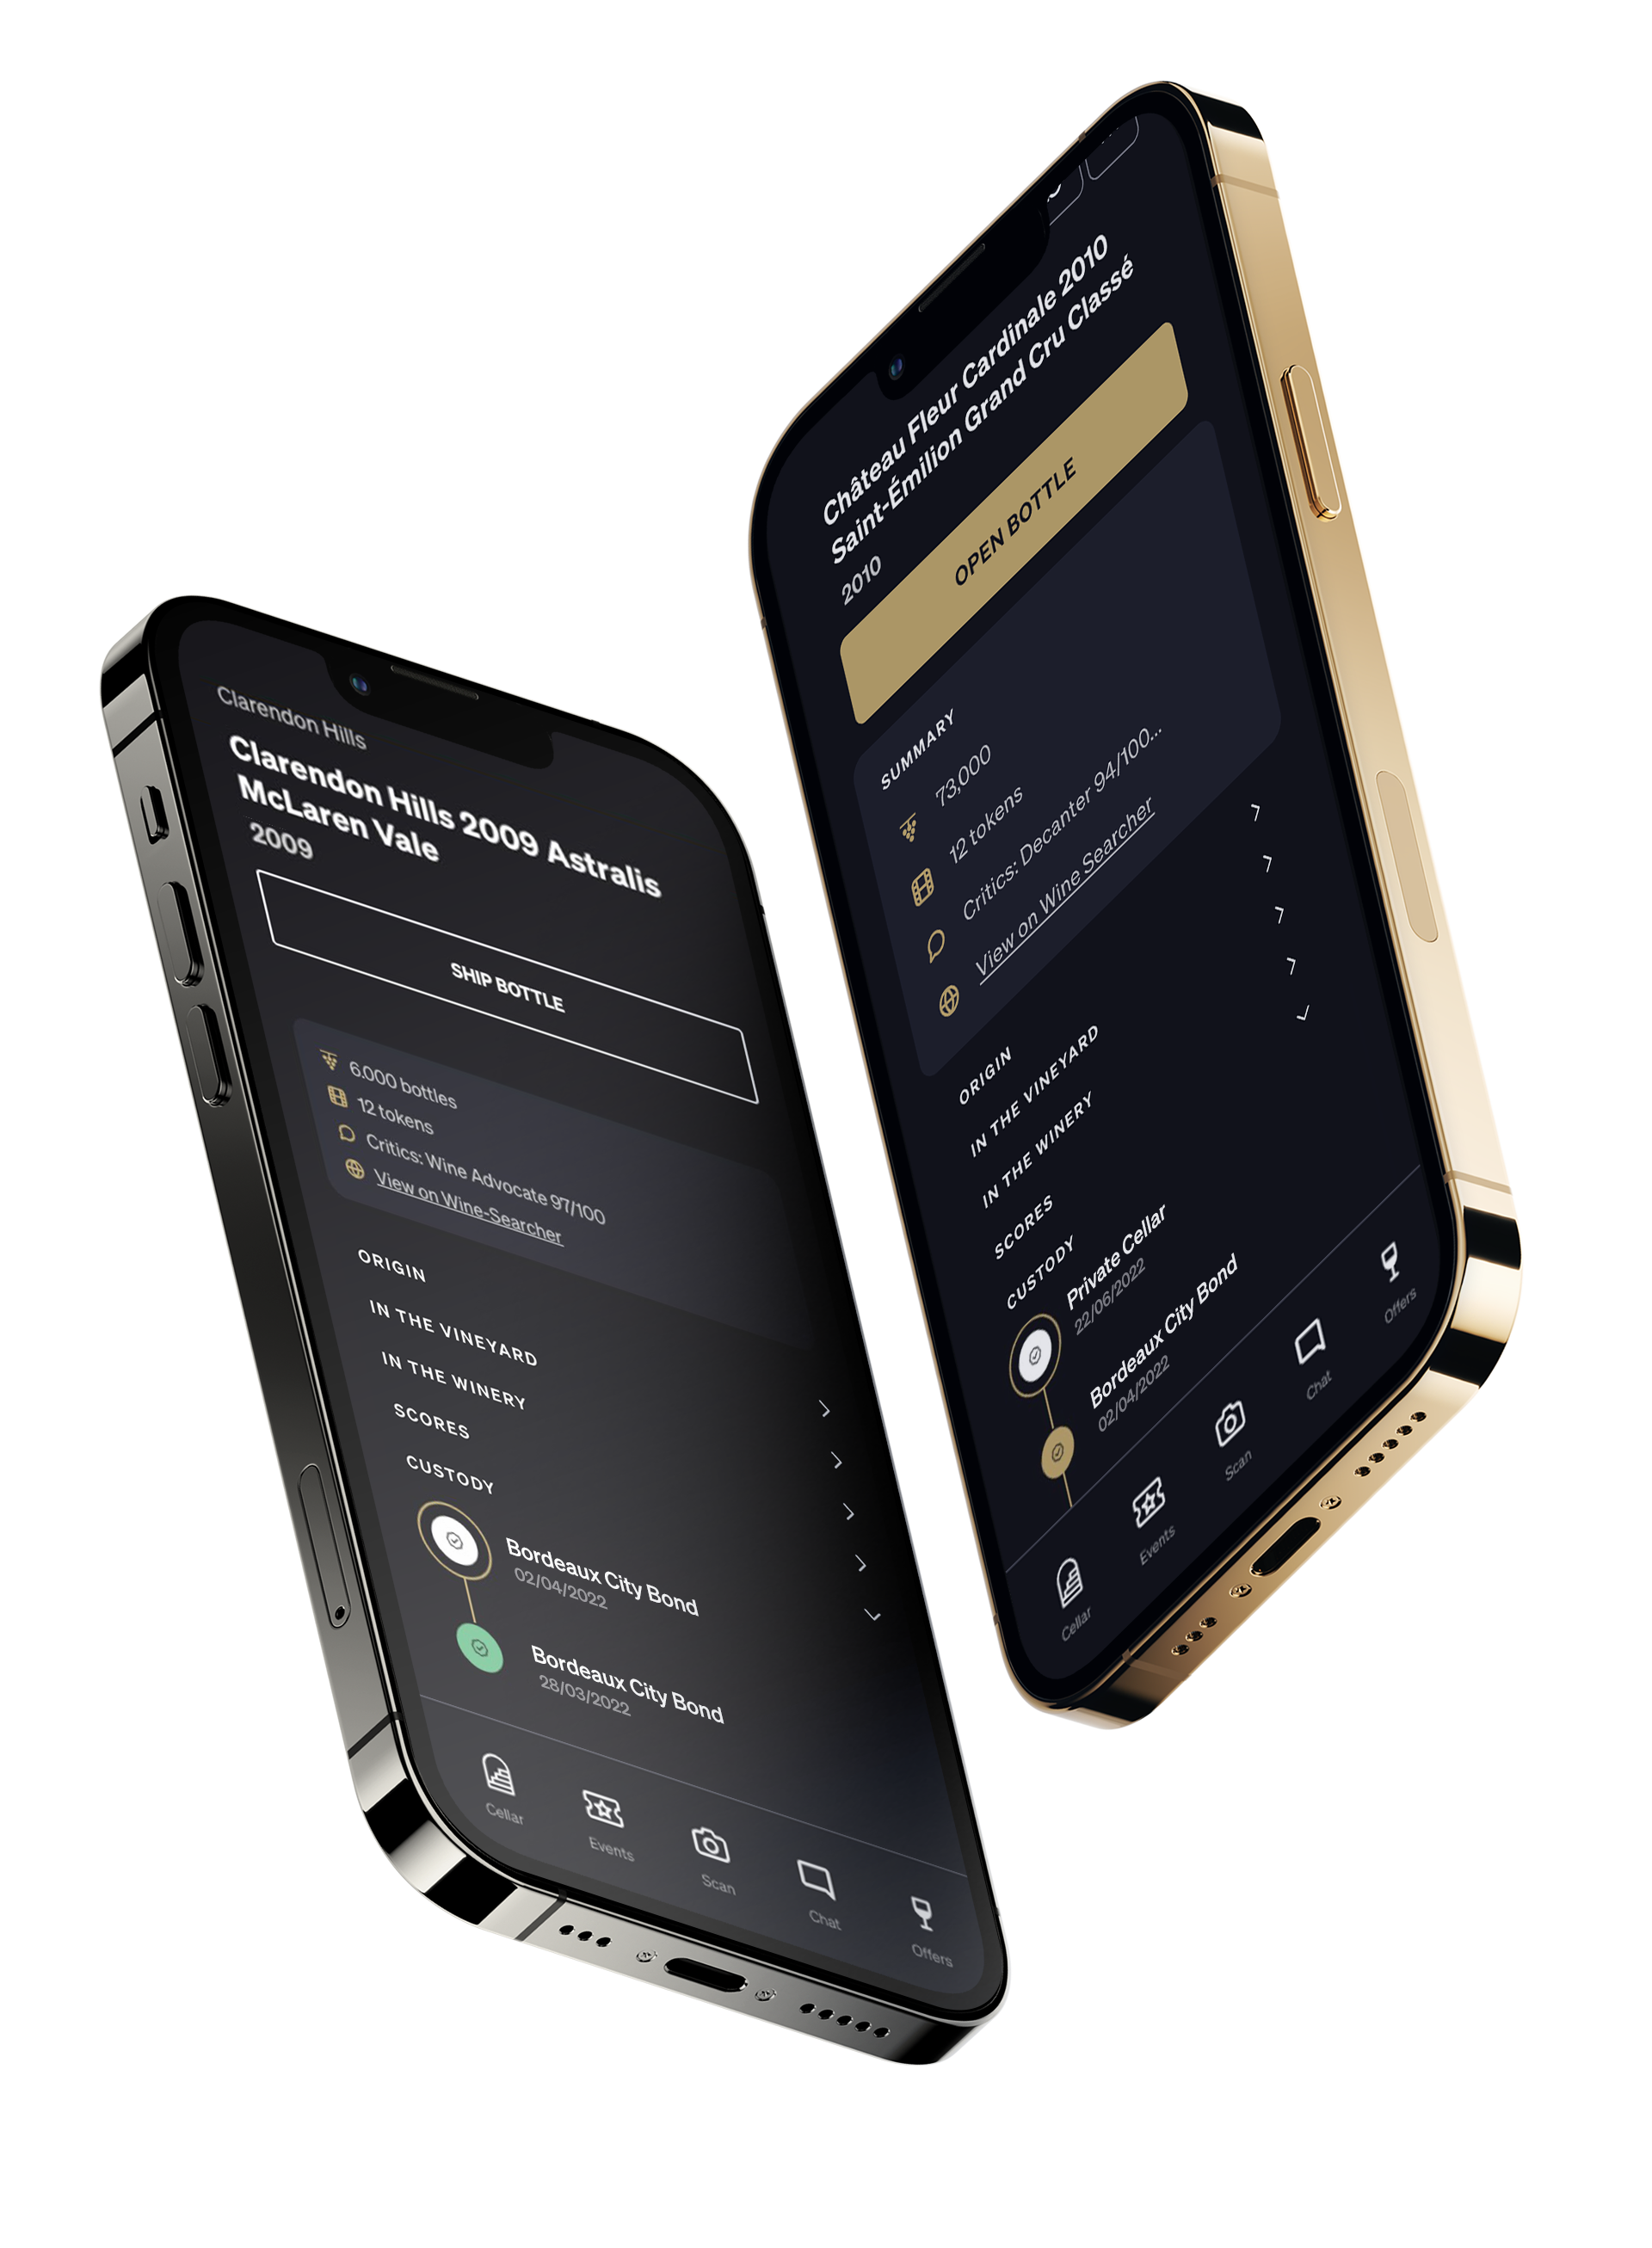 Clarendon Hills
Clarendon Hills 2009 Astralis
McLaren Vale
2009
SHIP BOTTLE
6.000 bottles
12 tokens
Critics: Wine Advocate 97/100
View on Wine-Searcher
ORIGIN
IN THE VINEYARD
IN THE WINERY
SCORES
CUSTODY
Bordeaux City Bond
02/04/2022
Bordeaux City Bond
28/03/2022
Cellar
Events
Scan
Chat
Offers
Château Fleur Cardinale 2010
Saint-Émilion Grand Cru Classé
2010
OPEN BOTTLE
SUMMARY
73,000
12 tokens
Critics: Decanter 94/100...
View on Wine Searcher
ORIGIN
IN THE VINEYARD
IN THE WINERY
SCORES
CUSTODY
Private Cellar
22/06/2022
Bordeaux City Bond
02/04/2022
Cellar
Events
Scan
Chat
Offers